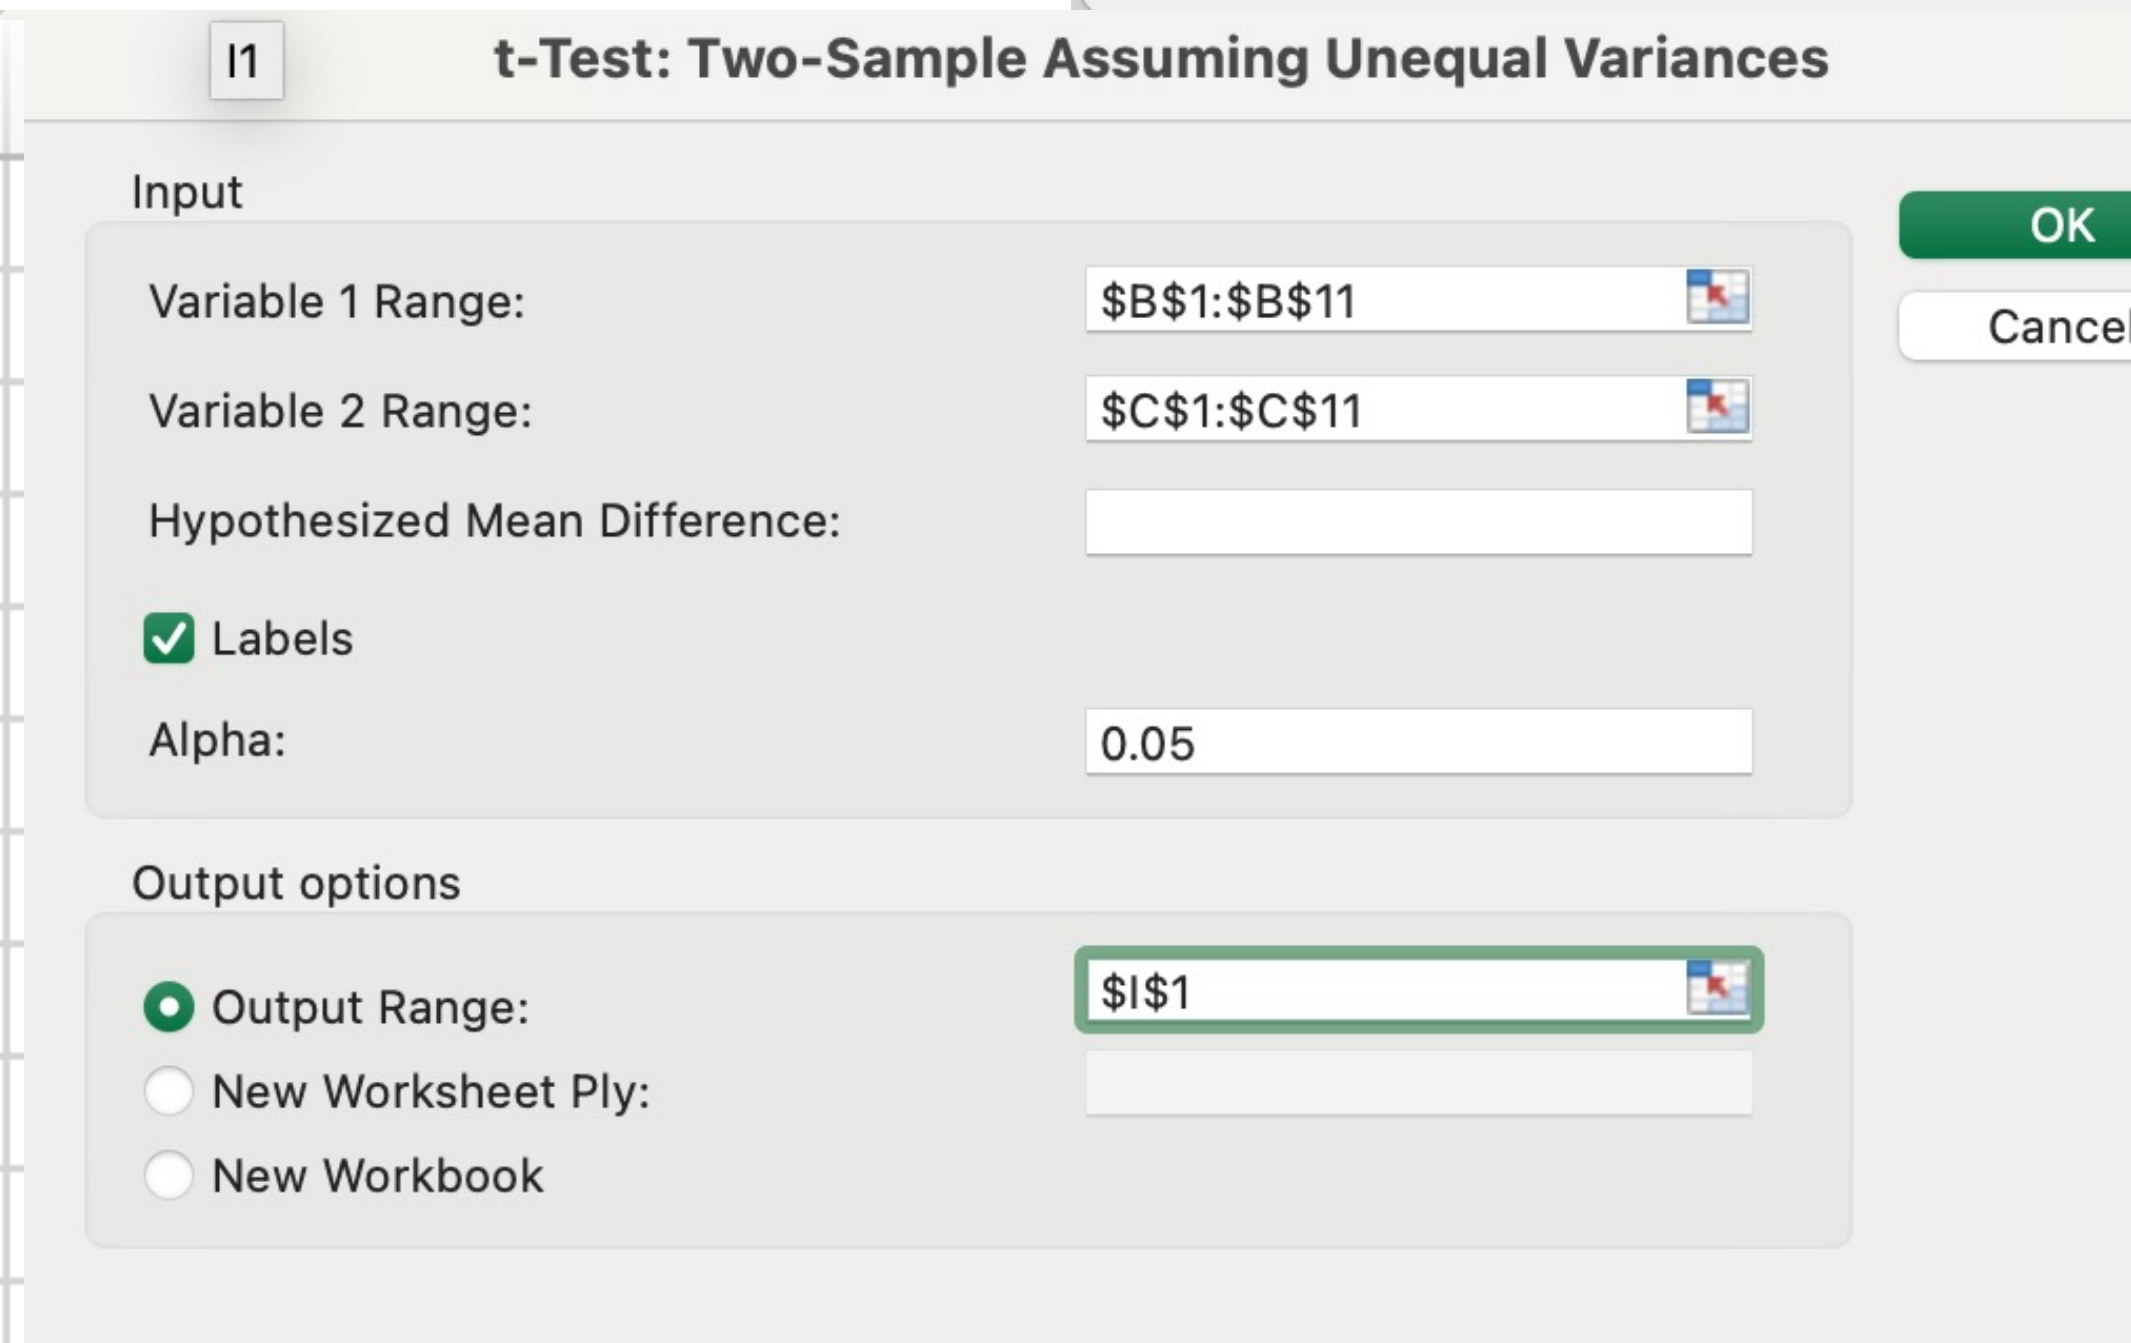 I1
t-Test: Two-Sample Assuming Unequal Variances
Input
OK
Variable 1 Range: $B$1:$B$11
Cancel
Variable 2 Range: $C$1:$C$11
Hypothesized Mean Difference:
Labels
Alpha: 0.05
Output options
Output Range: $I$1
New Worksheet Ply:
New Workbook